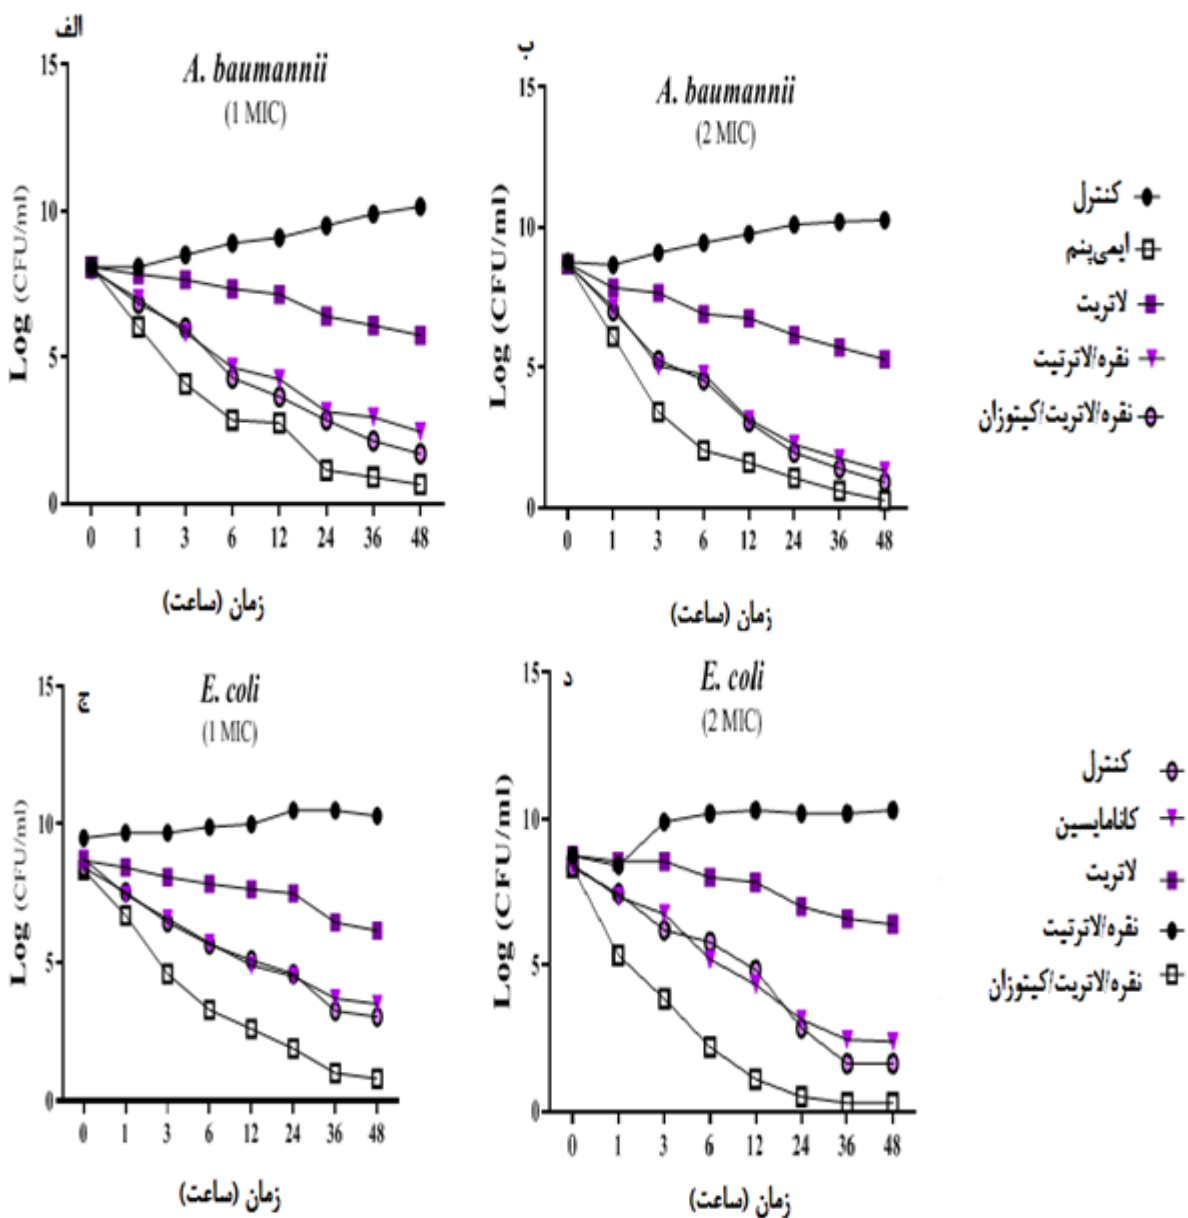 الف
A. baumannii
(1 MIC)
Log (CFU/ml)
15
10
5
0
0 1 3 6 12 24 36 48
زمان (ساعت)
ب
A. baumannii
(2 MIC)
Log (CFU/ml)
15
10
5
0
0 1 3 6 12 24 36 48
زمان (ساعت)
کنترل
ایمی‌پنم
لاتریت
نقره/لاترتیت
نقره/لاتریت/کیتوزان
ج
E. coli
(1 MIC)
Log (CFU/ml)
15
10
5
0
0 1 3 6 12 24 36 48
زمان (ساعت)
د
E. coli
(2 MIC)
Log (CFU/ml)
15
10
5
0
0 1 3 6 12 24 36 48
زمان (ساعت)
کنترل
کانامایسین
لاتریت
نقره/لاترتیت
نقره/لاتریت/کیتوزان